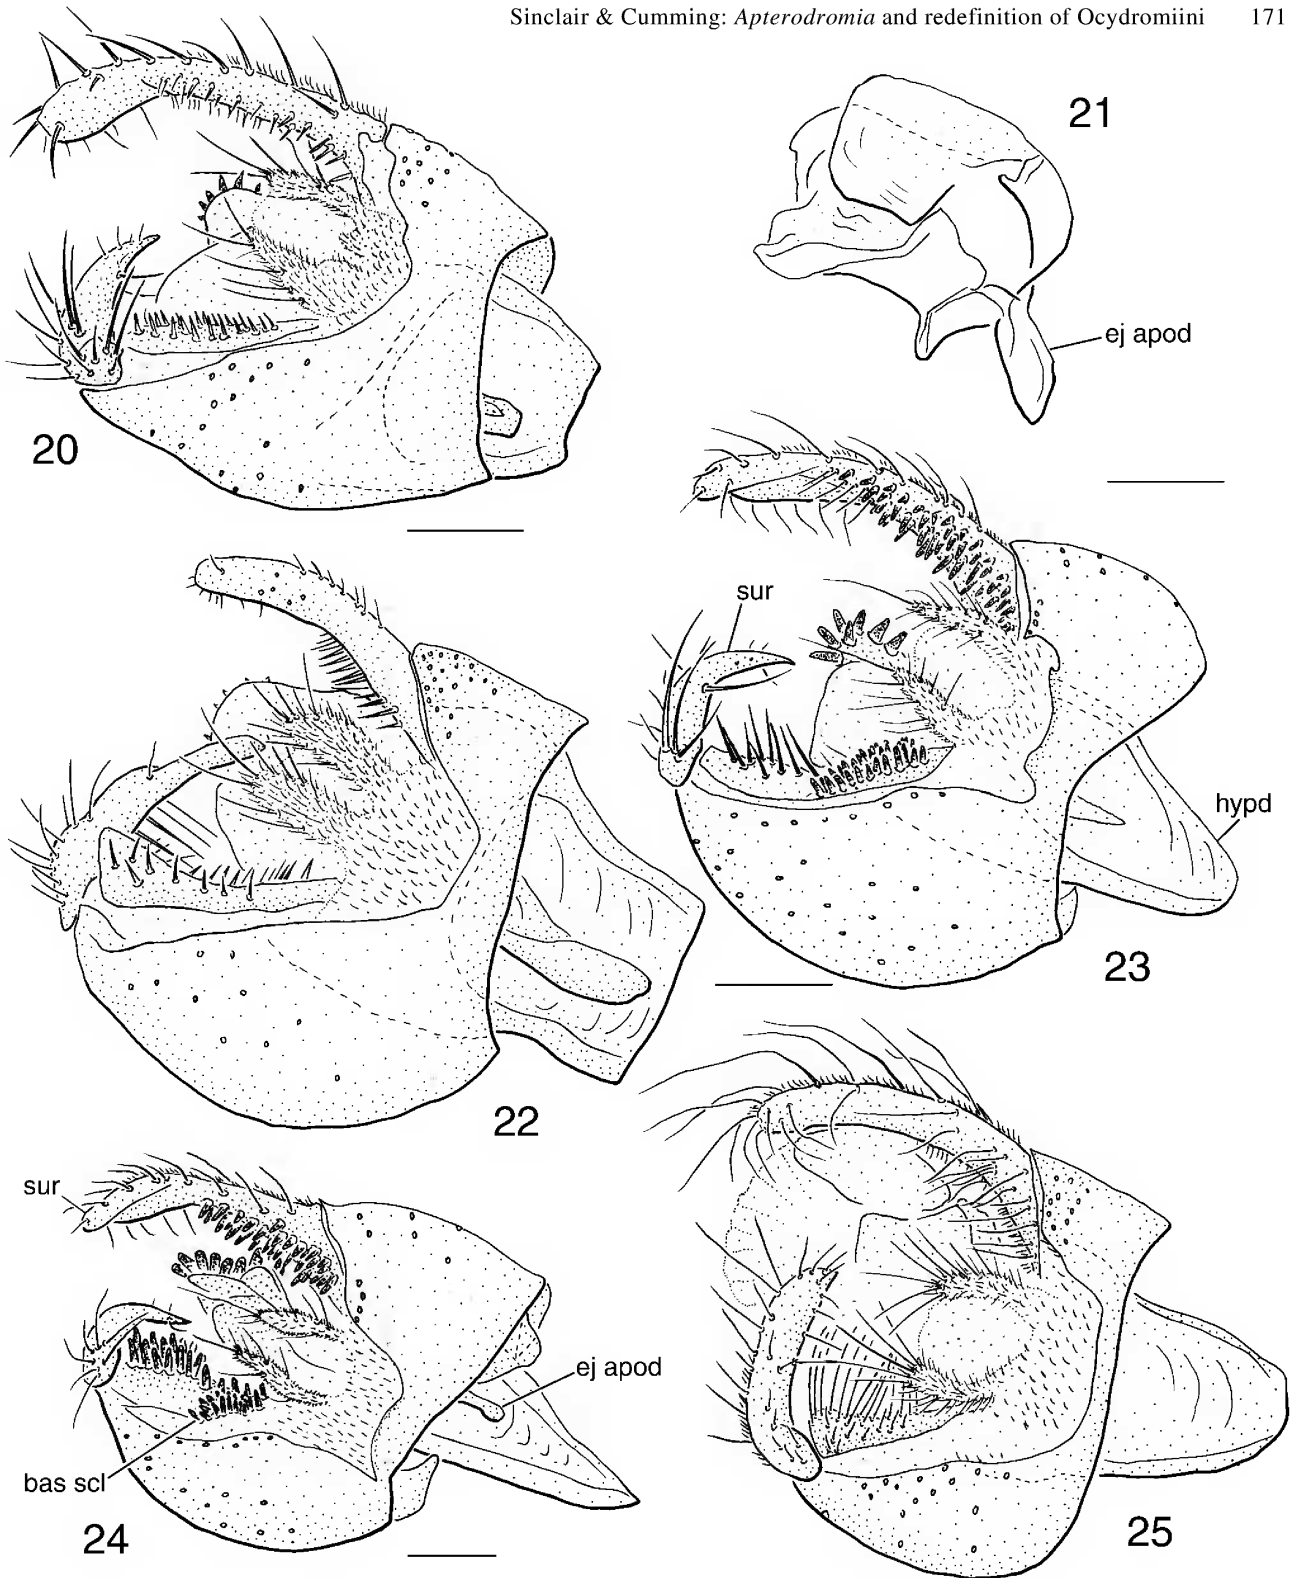 Sinclair & Cumming: Apterodromia and redefinition of Ocydromiini 171
21
ej apod
20
sur
hypd
23
22
sur
ej apod
bas scl
24
25